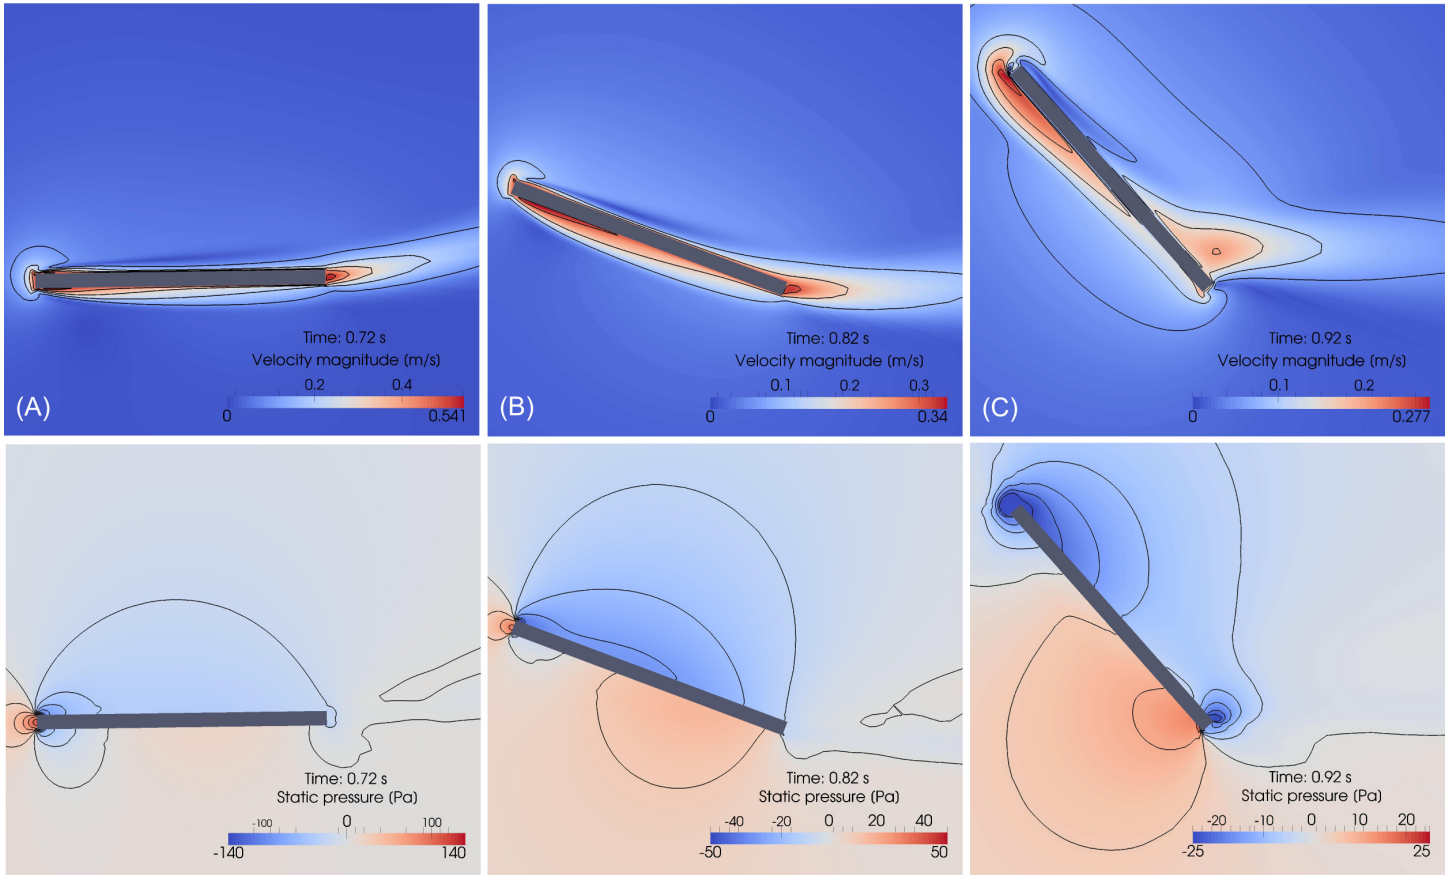 Time: 0.72 s
Velocity magnitude (m/s)
0.2 0.4
0 0.541
(A)
Time: 0.82 s
Velocity magnitude (m/s)
0.1 0.2 0.3
0 0.34
(B)
Time: 0.92 s
Velocity magnitude (m/s)
0.1 0.2
0 0.277
(C)
Time: 0.72 s
Static pressure (Pa)
-100 0 100
-140 140
Time: 0.82 s
Static pressure (Pa)
-40 -20 0 20 40
-50 50
Time: 0.92 s
Static pressure (Pa)
-20 -10 0 10 20
-25 25